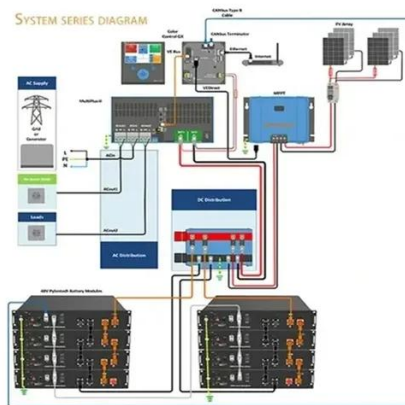 SYSTEM SERIES DIAGRAM
CANbus Type B
Cable
Color
Control GX
CANbus Terminator
PV Array
VE Bus
Ethernet
Internet
AC Supply
MultiPlus-II
VE Direct
MPPT
Grid
or
Generator
L
PE
N
ACin
ACout1
Loads
DC Distribution
ACout2
AC Distribution
48V Pylontech Battery Modules